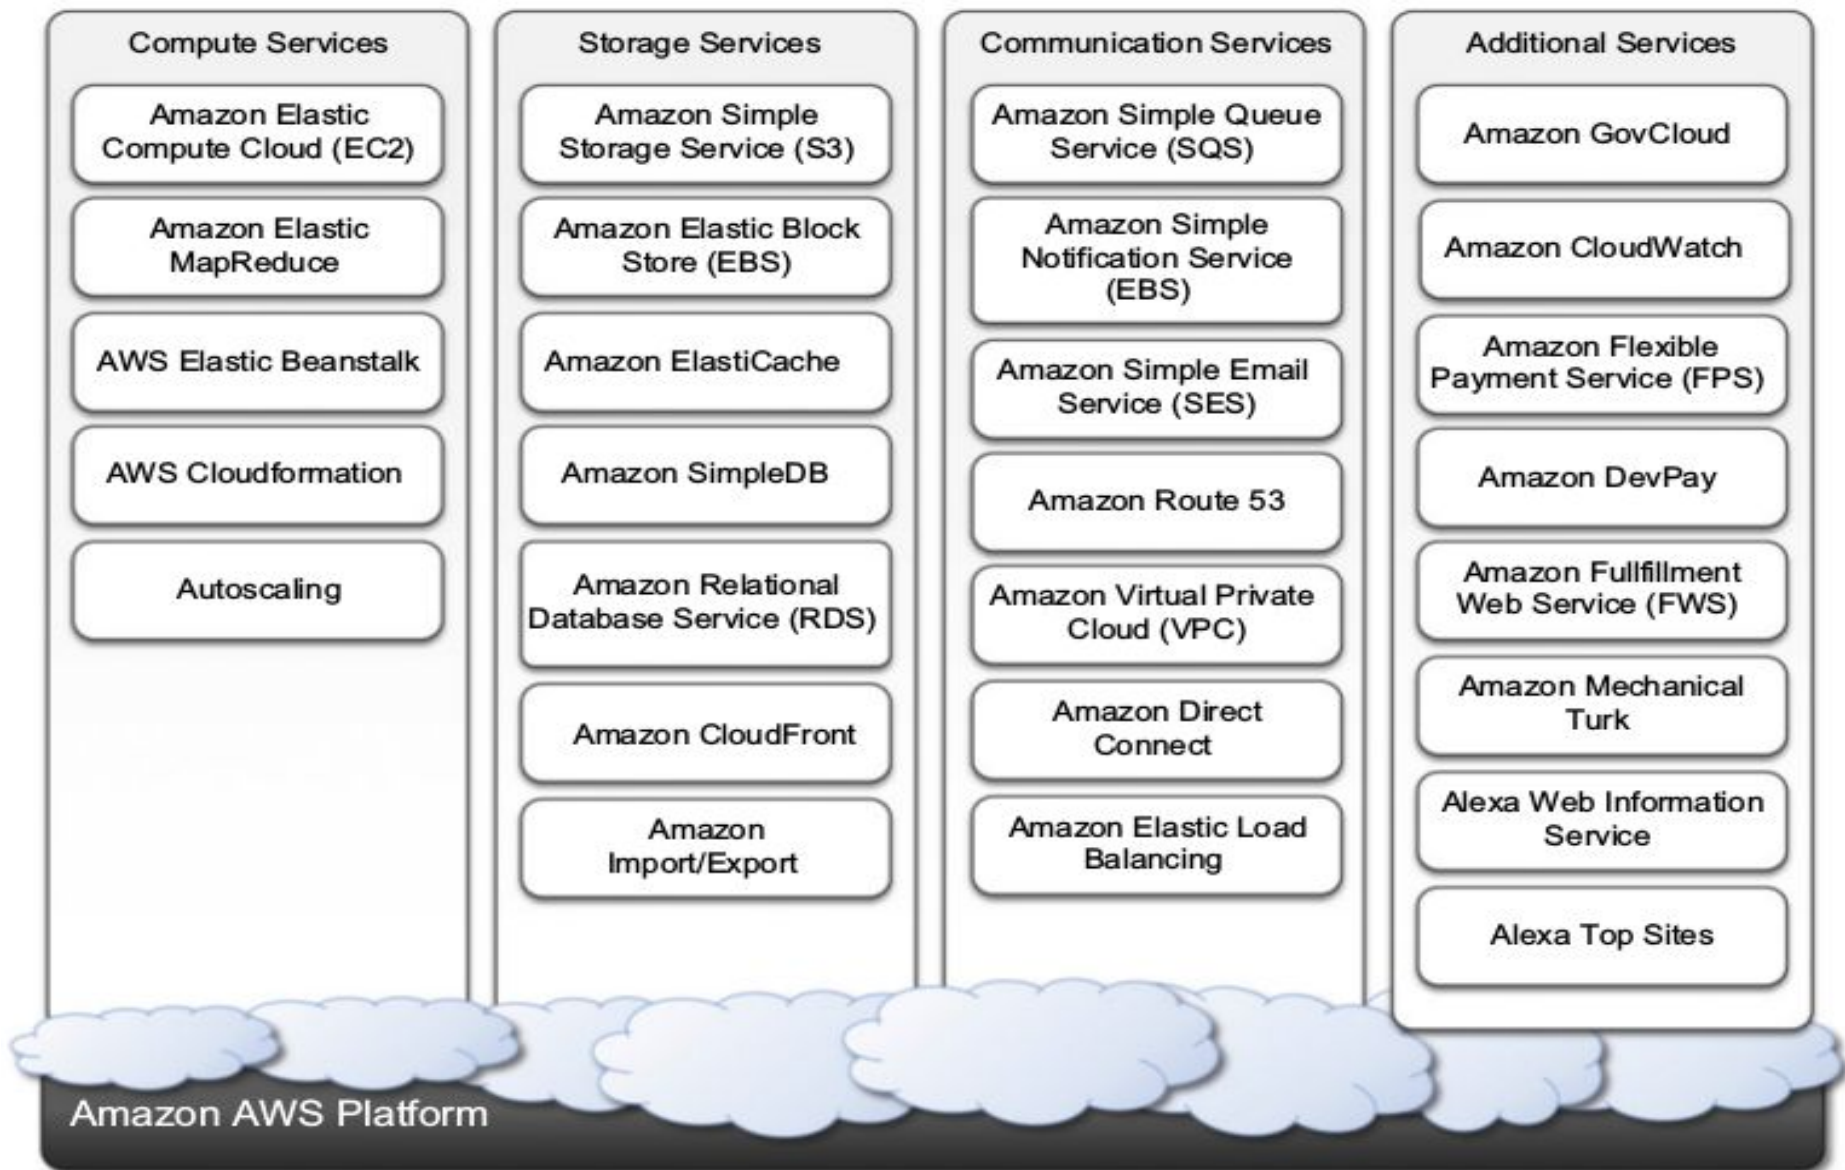 Compute Services
Amazon Elastic
Compute Cloud (EC2)
Amazon Elastic
MapReduce
AWS Elastic Beanstalk
AWS Cloudformation
Autoscaling
Storage Services
Amazon Simple
Storage Service (S3)
Amazon Elastic Block
Store (EBS)
Amazon ElastiCache
Amazon SimpleDB
Amazon Relational
Database Service (RDS)
Amazon CloudFront
Amazon
Import/Export
Communication Services
Amazon Simple Queue
Service (SQS)
Amazon Simple
Notification Service
(EBS)
Amazon Simple Email
Service (SES)
Amazon Route 53
Amazon Virtual Private
Cloud (VPC)
Amazon Direct
Connect
Amazon Elastic Load
Balancing
Additional Services
Amazon GovCloud
Amazon CloudWatch
Amazon Flexible
Payment Service (FPS)
Amazon DevPay
Amazon Fullfillment
Web Service (FWS)
Amazon Mechanical
Turk
Alexa Web Information
Service
Alexa Top Sites
Amazon AWS Platform